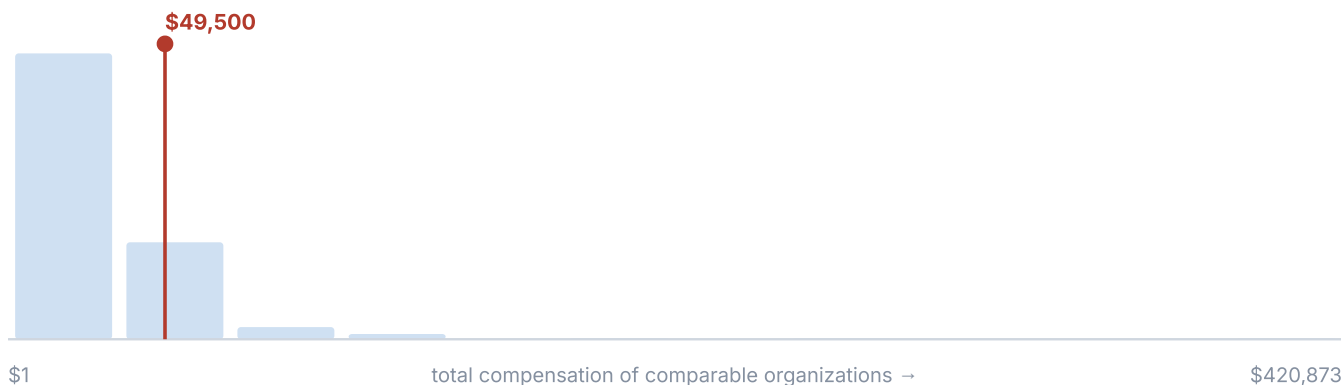 $49,500
$1 total compensation of comparable organizations → $420,873